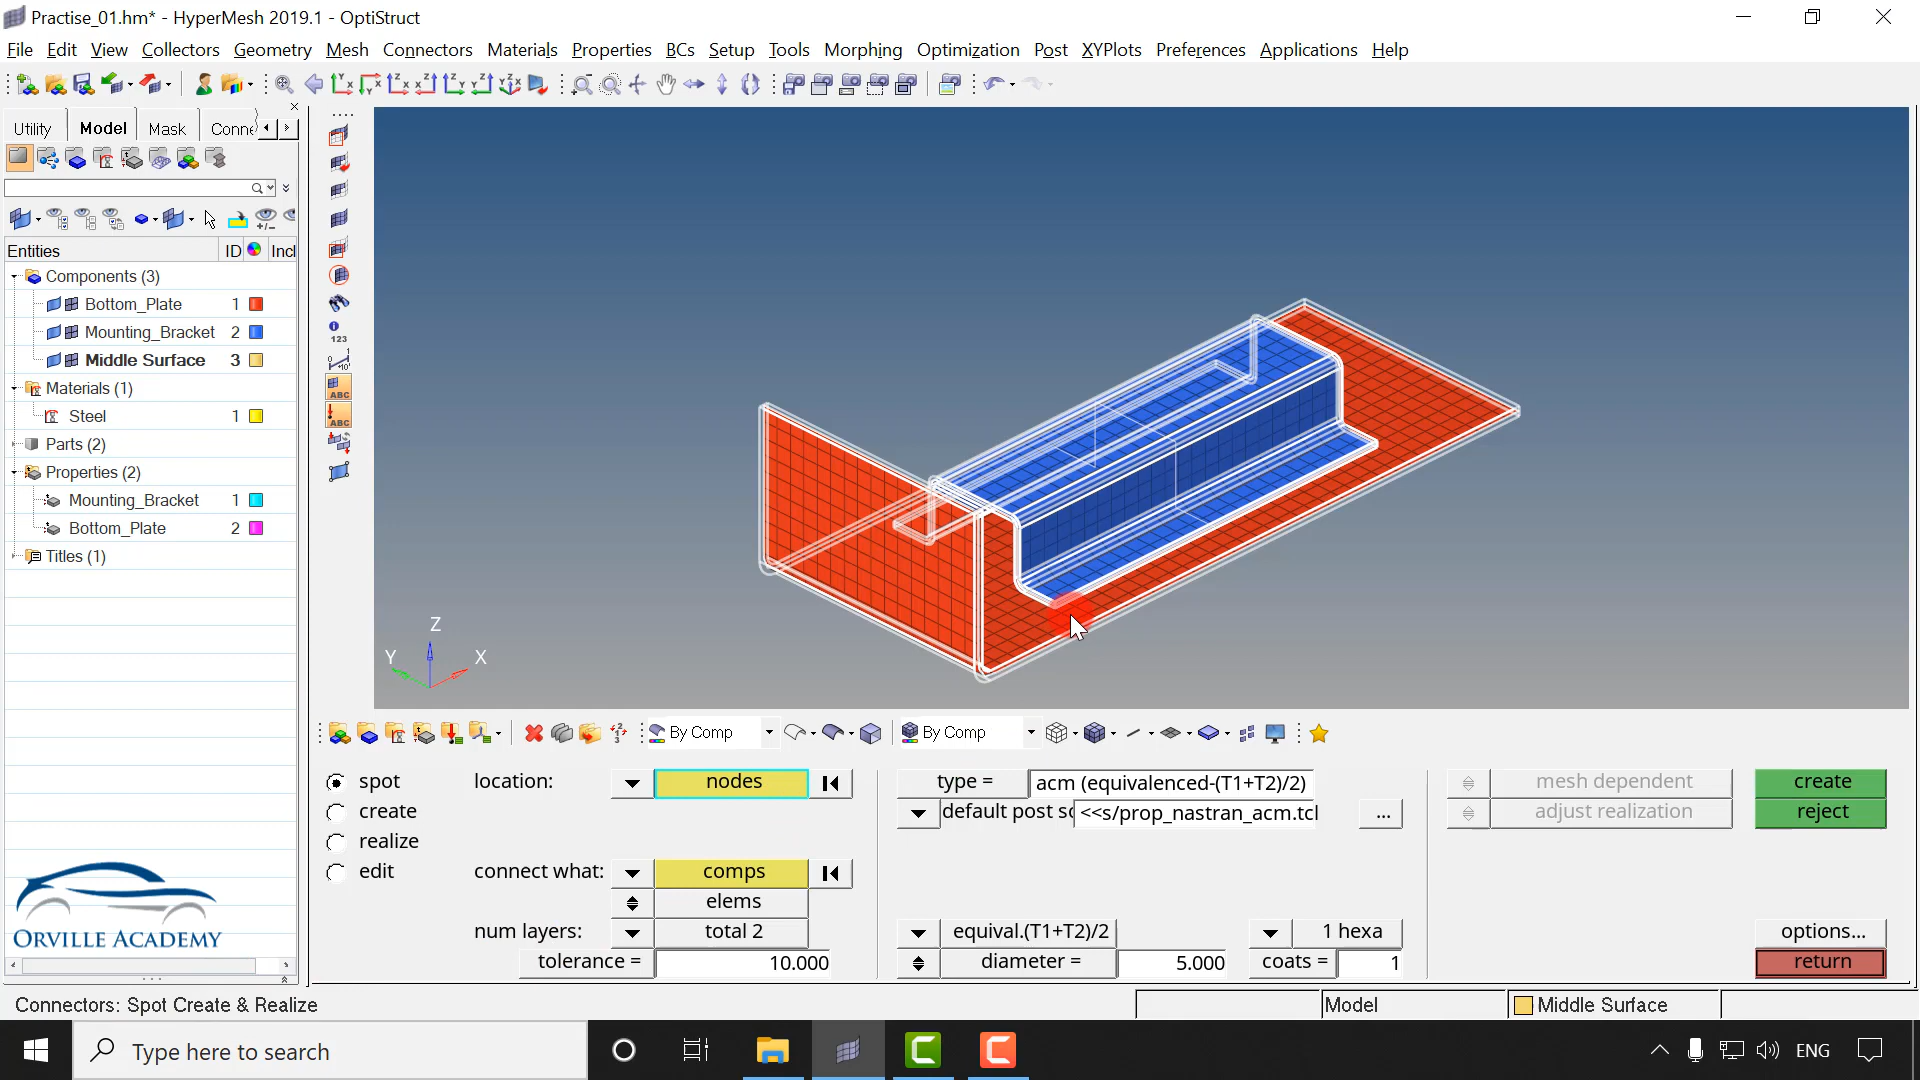 Practise_01.hm* - HyperMesh 2019.1 - OptiStruct
File Edit View Collectors Geometry Mesh Connectors Materials Properties BCs Setup Tools Morphing Optimization Post XYPlots Preferences Applications Help
Utility Model Mask Conne
Entities ID Incl
Components (3)
Bottom_Plate 1
Mounting_Bracket 2
Middle Surface 3
Materials (1)
Steel 1
Parts (2)
Properties (2)
Mounting_Bracket 1
Bottom_Plate 2
Titles (1)
123
ABC
ABC
Z
Y
X
By Comp
By Comp
spot location: nodes type = acm (equivalenced-(T1+T2)/2) mesh dependent create
create default post sc <<s/prop_nastran_acm.tcl ... adjust realization reject
realize
edit connect what: comps
elems
num layers: total 2 equival.(T1+T2)/2 1 hexa options...
tolerance = 10.000 diameter = 5.000 coats = 1 return
ORVILLE ACADEMY
Connectors: Spot Create & Realize Model Middle Surface
Type here to search
ENG